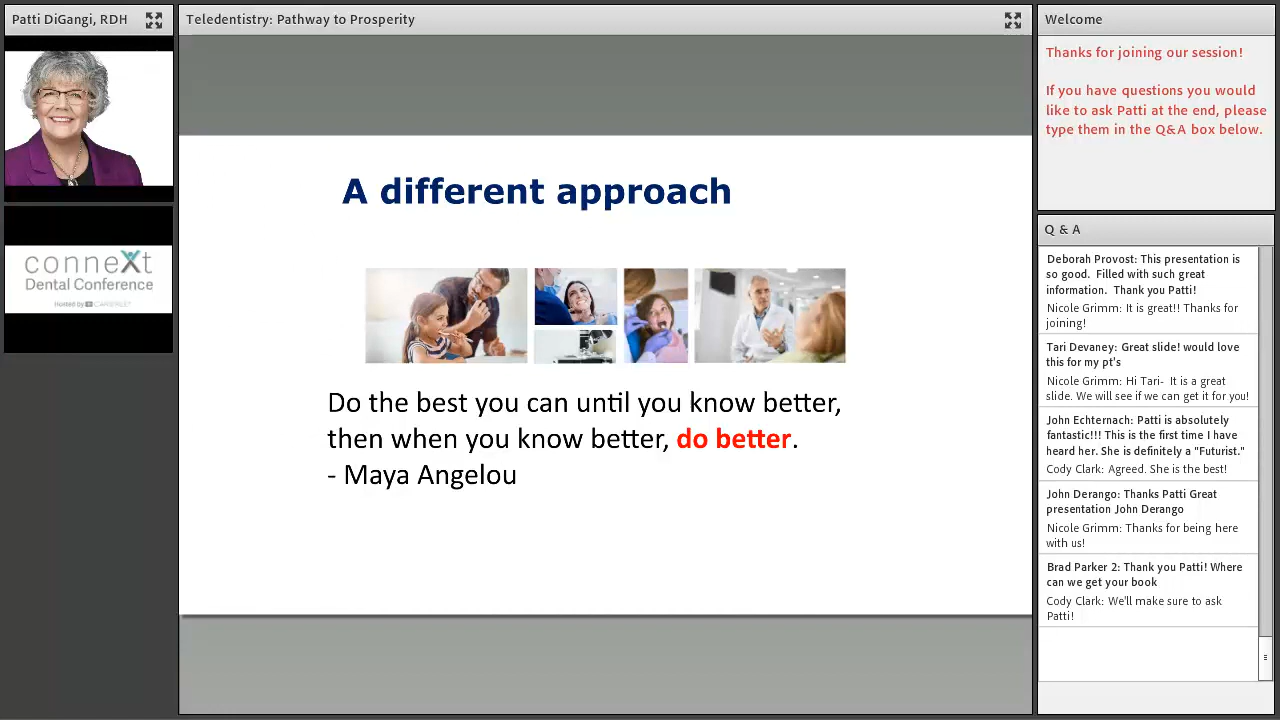 Patti DiGangi, RDH
Teledentistry: Pathway to Prosperity
Welcome
Thanks for joining our session!
If you have questions you would
like to ask Patti at the end, please
type them in the Q&A box below.
A different approach
Do the best you can until you know better,
then when you know better, do better.
- Maya Angelou
conneXt
Dental Conference
Hosted by CARESTREAM
Q & A
Deborah Provost: This presentation is
so good.  Filled with such great
information.  Thank you Patti!
Nicole Grimm: It is great!! Thanks for
joining!
Tari Devaney: Great slide! would love
this for my pt's
Nicole Grimm: Hi Tari-  It is a great
slide. We will see if we can get it for you!
John Echternach: Patti is absolutely
fantastic!!! This is the first time I have
heard her. She is definitely a "Futurist."
Cody Clark: Agreed. She is the best!
John Derango: Thanks Patti Great
presentation John Derango
Nicole Grimm: Thanks for being here
with us!
Brad Parker 2: Thank you Patti! Where
can we get your book
Cody Clark: We'll make sure to ask
Patti!